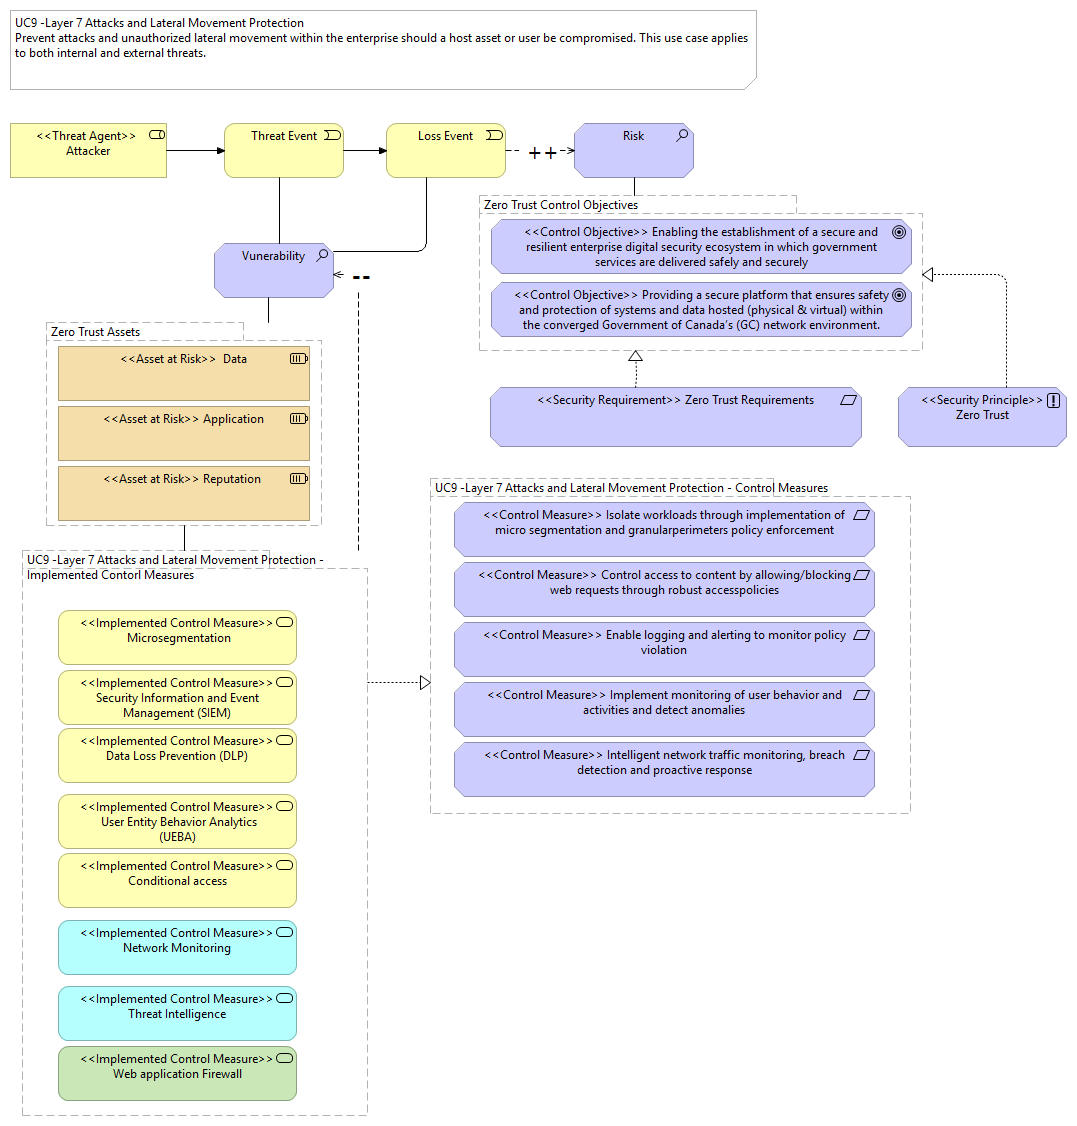 UC9 -Layer 7 Attacks and Lateral Movement Protection
Prevent attacks and unauthorized lateral movement within the enterprise should a host asset or user be compromised. This use case applies
to both internal and external threats.
<<Threat Agent>>
Attacker
Threat Event
Loss Event
++
Risk
Vunerability
--
Zero Trust Control Objectives
<<Control Objective>> Enabling the establishment of a secure and
resilient enterprise digital security ecosystem in which government
services are delivered safely and securely
<<Control Objective>> Providing a secure platform that ensures safety
and protection of systems and data hosted (physical & virtual) within
the converged Government of Canada's (GC) network environment.
<<Security Requirement>> Zero Trust Requirements
<<Security Principle>>
Zero Trust
Zero Trust Assets
<<Asset at Risk>>  Data
<<Asset at Risk>> Application
<<Asset at Risk>> Reputation
UC9 -Layer 7 Attacks and Lateral Movement Protection - Control Measures
<<Control Measure>> Isolate workloads through implementation of
micro segmentation and granularperimeters policy enforcement
<<Control Measure>> Control access to content by allowing/blocking
web requests through robust accesspolicies
<<Control Measure>> Enable logging and alerting to monitor policy
violation
<<Control Measure>> Implement monitoring of user behavior and
activities and detect anomalies
<<Control Measure>> Intelligent network traffic monitoring, breach
detection and proactive response
UC9 -Layer 7 Attacks and Lateral Movement Protection -
Implemented Contorl Measures
<<Implemented Control Measure>>
Microsegmentation
<<Implemented Control Measure>>
Security Information and Event
Management (SIEM)
<<Implemented Control Measure>>
Data Loss Prevention (DLP)
<<Implemented Control Measure>>
User Entity Behavior Analytics
(UEBA)
<<Implemented Control Measure>>
Conditional access
<<Implemented Control Measure>>
Network Monitoring
<<Implemented Control Measure>>
Threat Intelligence
<<Implemented Control Measure>>
Web application Firewall